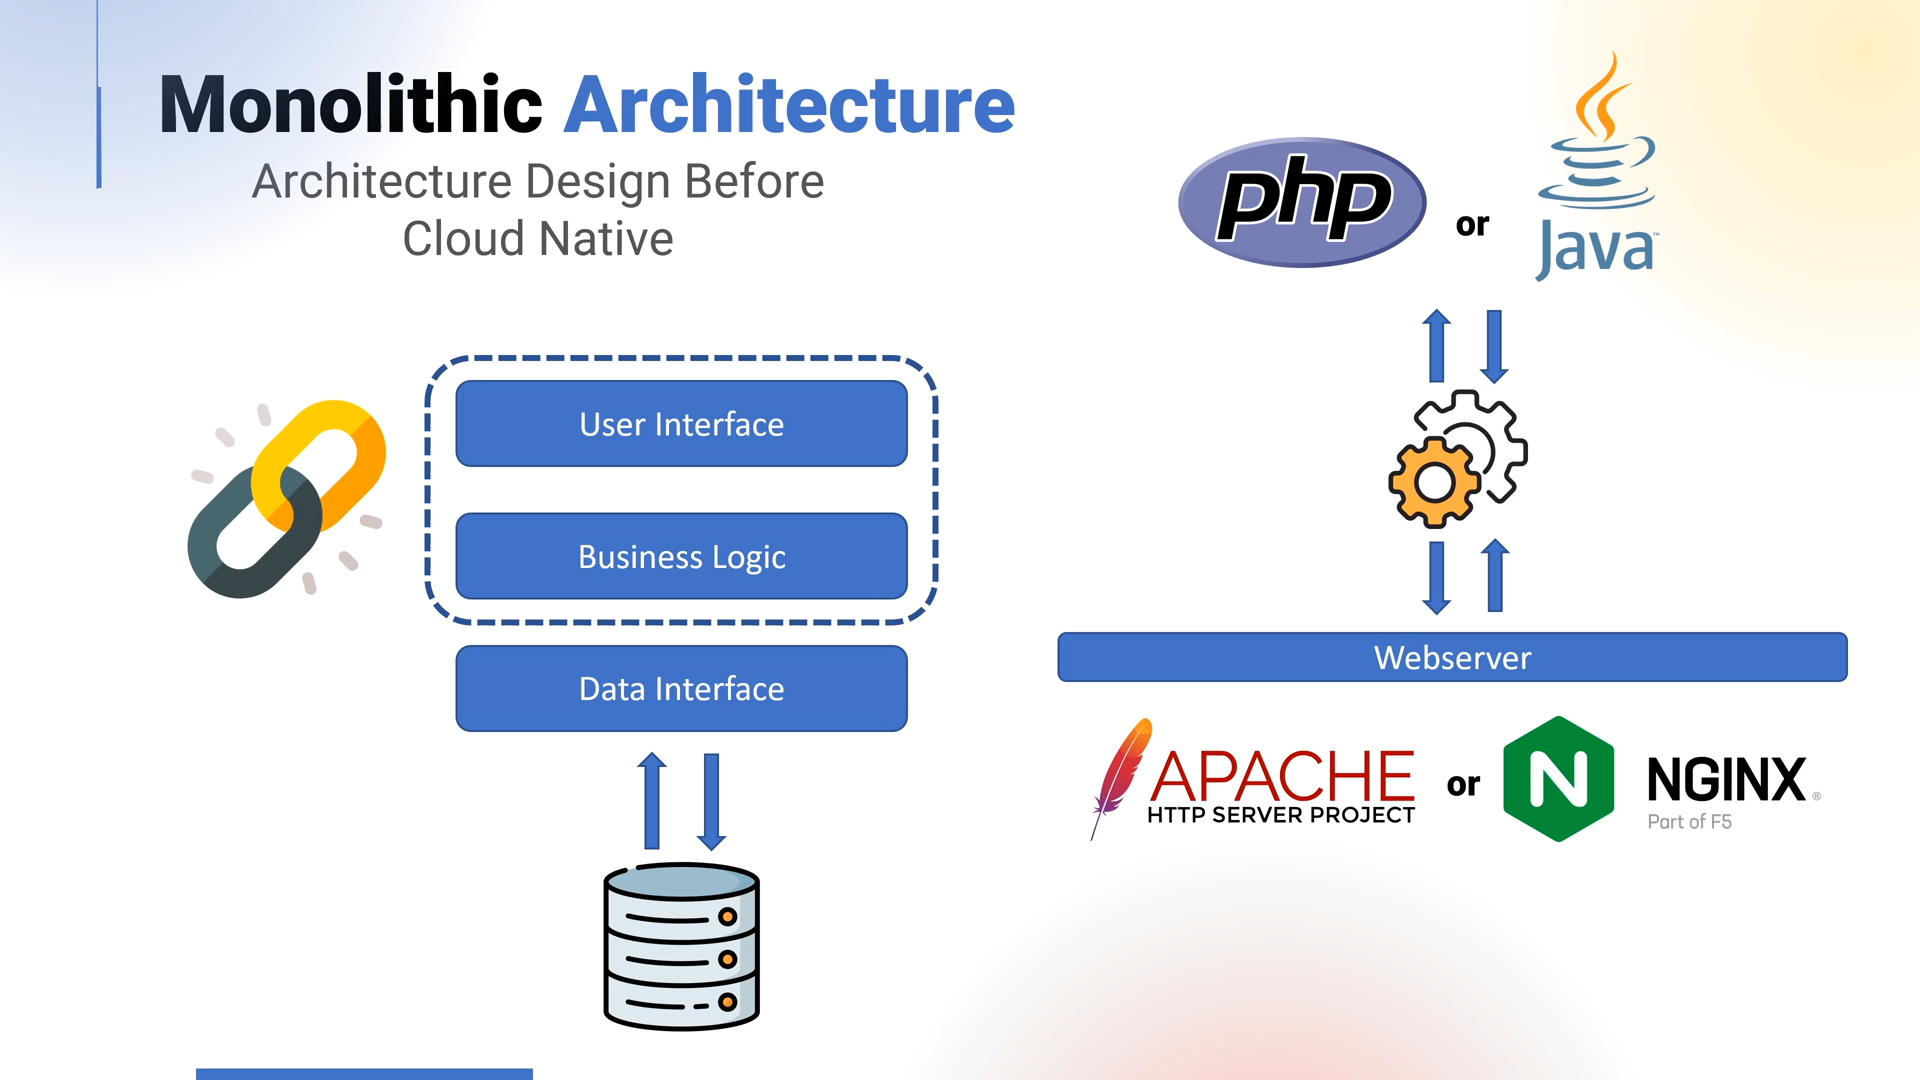 Monolithic Architecture
Architecture Design Before
Cloud Native
User Interface
Business Logic
Data Interface
php
or
Java™
Webserver
APACHE
HTTP SERVER PROJECT
or
N
NGINX®
Part of F5